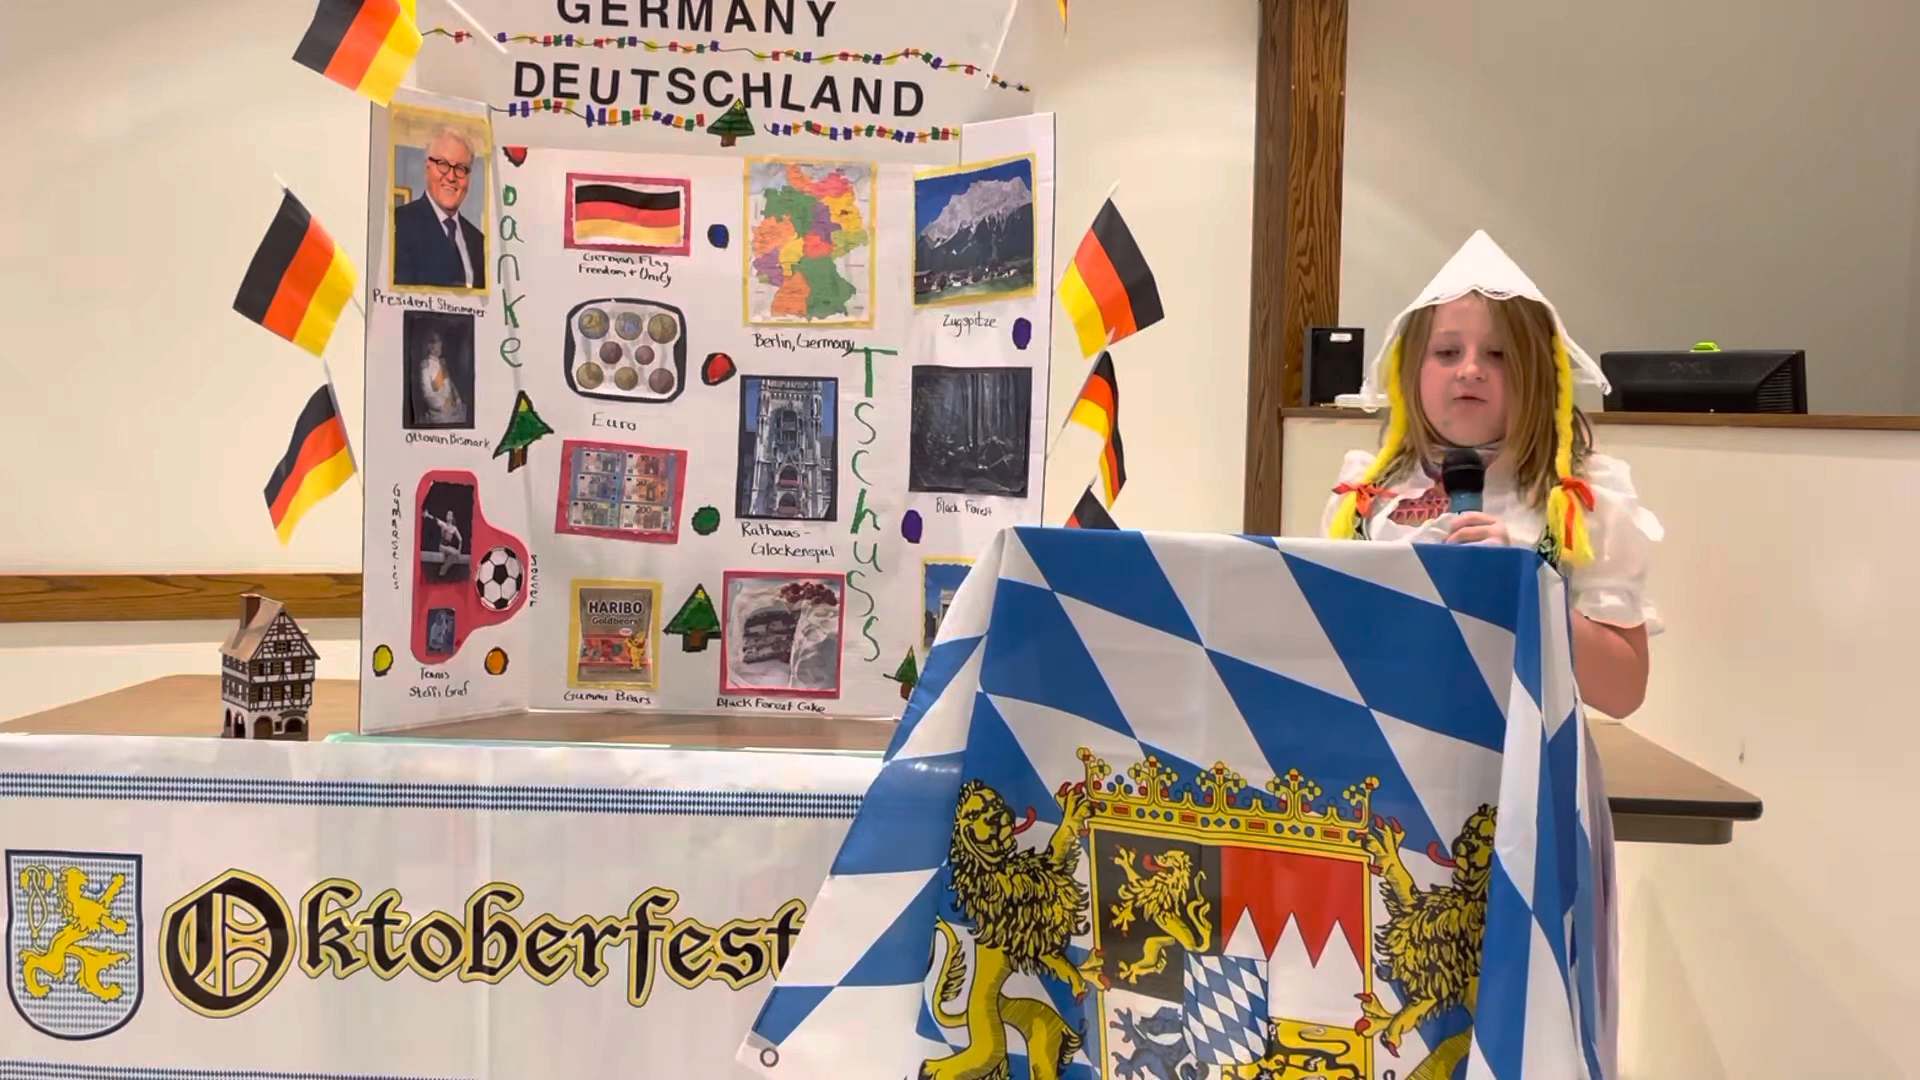 GERMANY
DEUTSCHLAND
President Steinmeier
Danke
Otto van Bismark
Gymnastics
Soccer
Tennis
Steffi Graf
German Flag
Freedom + Unity
Euro
HARIBO
Goldbears
Gummi Bears
Berlin, Germany
Rathaus-
Glockenspiel
Black Forest Cake
Tschuss
Zugspitze
Black Forest
Oktoberfest